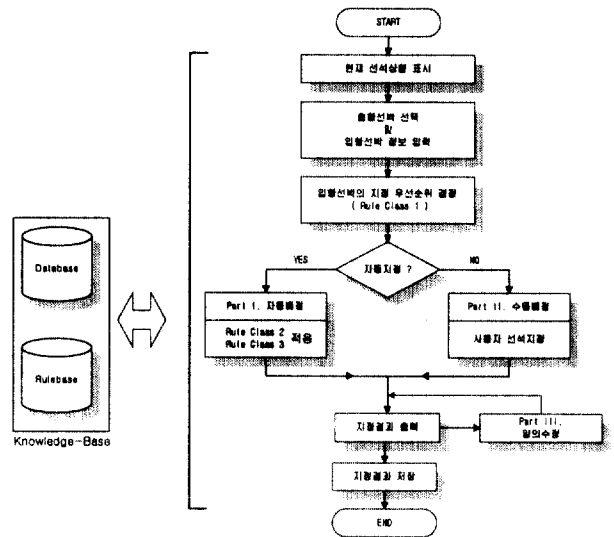 START
현재 선석상황 표시
출항선박 선택
및
입항선박 정보 입력
입항선박의 지정 우선순위 결정
( Rule Class 1 )
자동지정 ?
YES
NO
Part I. 자동배정
Rule Class 2
Rule Class 3 적용
Part II. 수동배정
사용자 선석지정
Database
Rulebase
Knowledge-Base
지정결과 출력
Part III.
임의수정
지정결과 저장
END